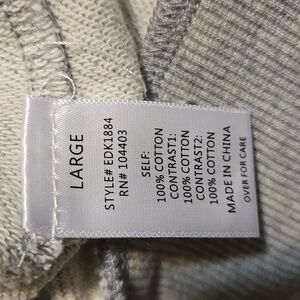 LARGE
STYLE# EDK1884
RN# 104403
SELF:
100% COTTON
CONTRAST1:
100% COTTON
CONTRAST2:
100% COTTON
MADE IN CHINA
OVER FOR CARE